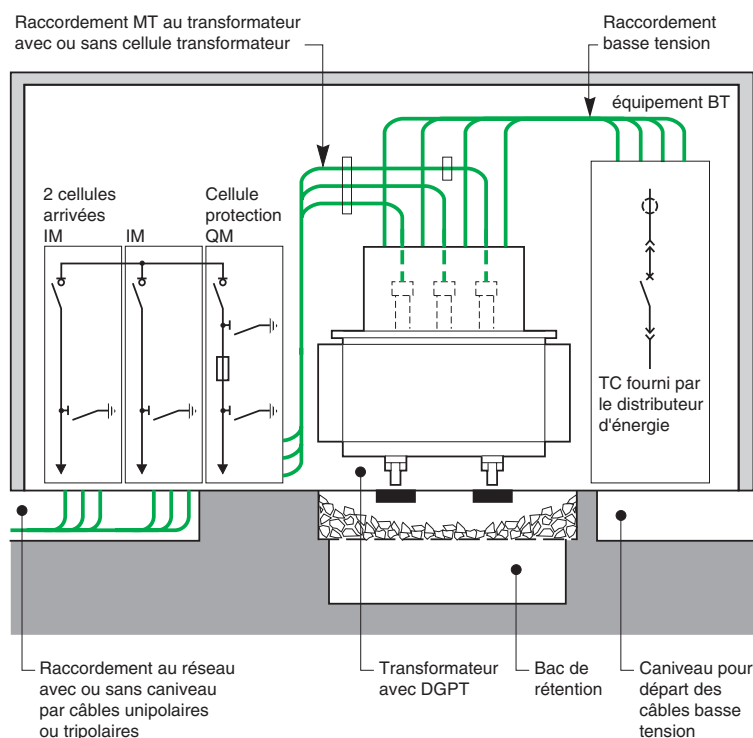 Raccordement MT au transformateur
avec ou sans cellule transformateur
Raccordement
basse tension
équipement BT
2 cellules
arrivées
IM
IM
Cellule
protection
QM
TC fourni par
le distributeur
d'énergie
Raccordement au réseau
avec ou sans caniveau
par câbles unipolaires
ou tripolaires
Transformateur
avec DGPT
Bac de
rétention
Caniveau pour
départ des
câbles basse
tension